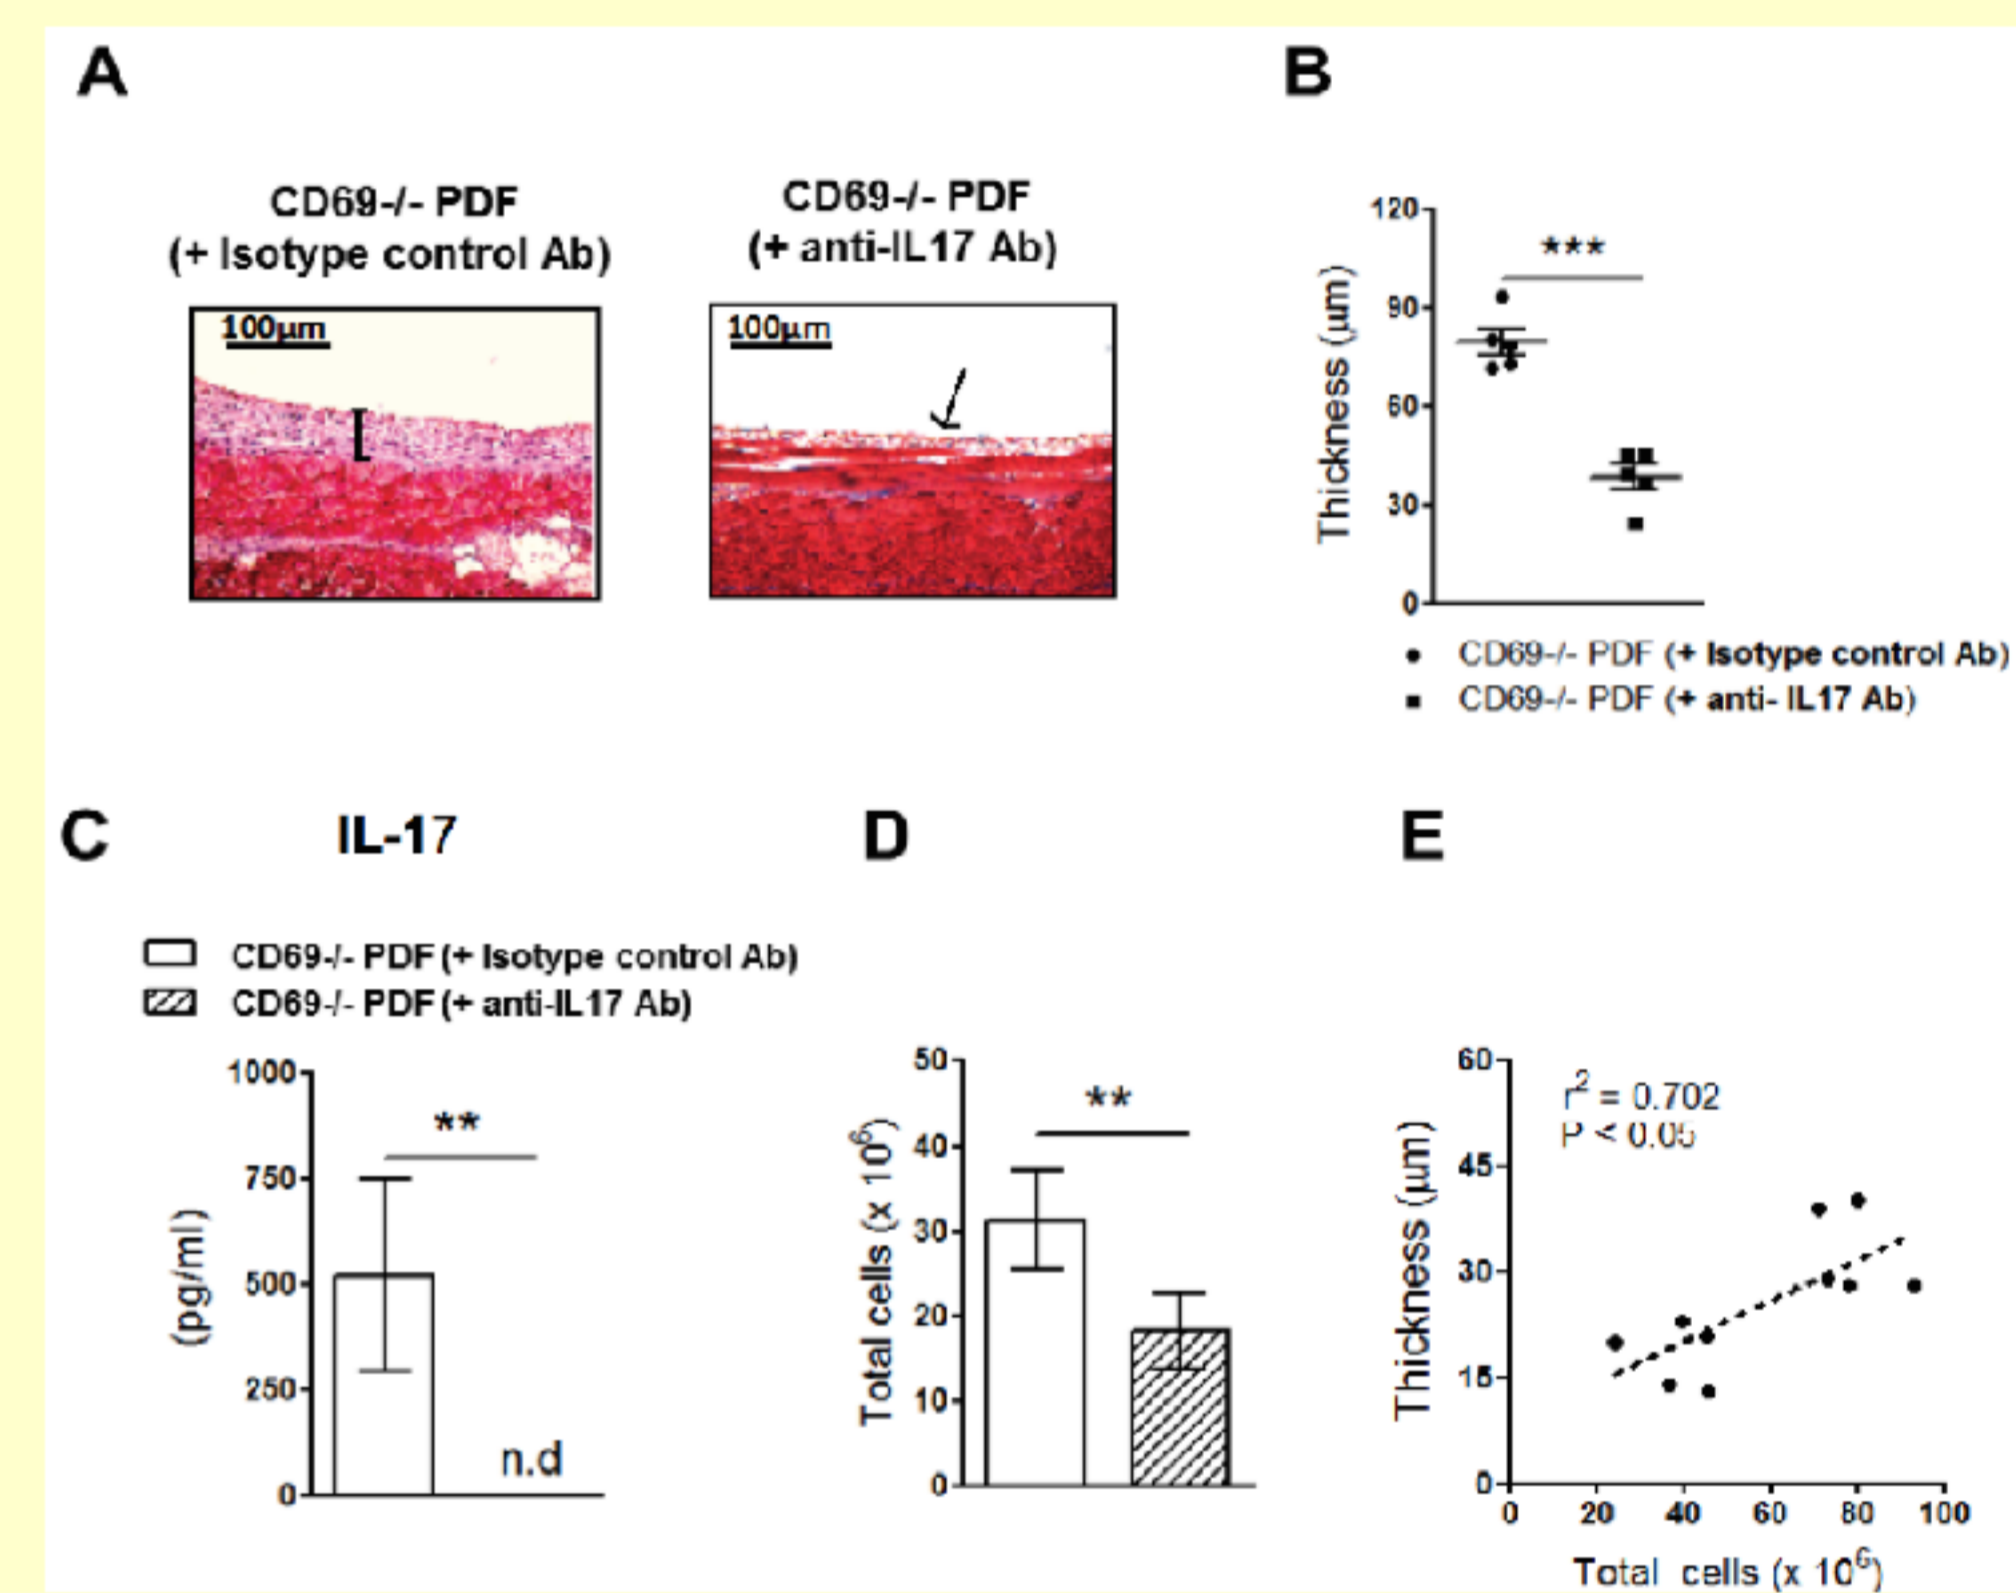 A
CD69-/- PDF
(+ Isotype control Ab)
100µm
CD69-/- PDF
(+ anti-IL17 Ab)
100µm
B
Thickness (µm)
120
90
60
30
0
***
● CD69-/- PDF (+ Isotype control Ab)
■ CD69-/- PDF (+ anti- IL17 Ab)
C
IL-17
CD69-/- PDF (+ Isotype control Ab)
CD69-/- PDF (+ anti-IL17 Ab)
(pg/ml)
1000
750
500
250
0
**
n.d
D
Total cells (x 10⁶)
50
40
30
20
10
0
**
E
Thickness (µm)
60
45
30
15
0
r² = 0.702
P < 0.05
0 20 40 60 80 100
Total cells (x 10⁶)